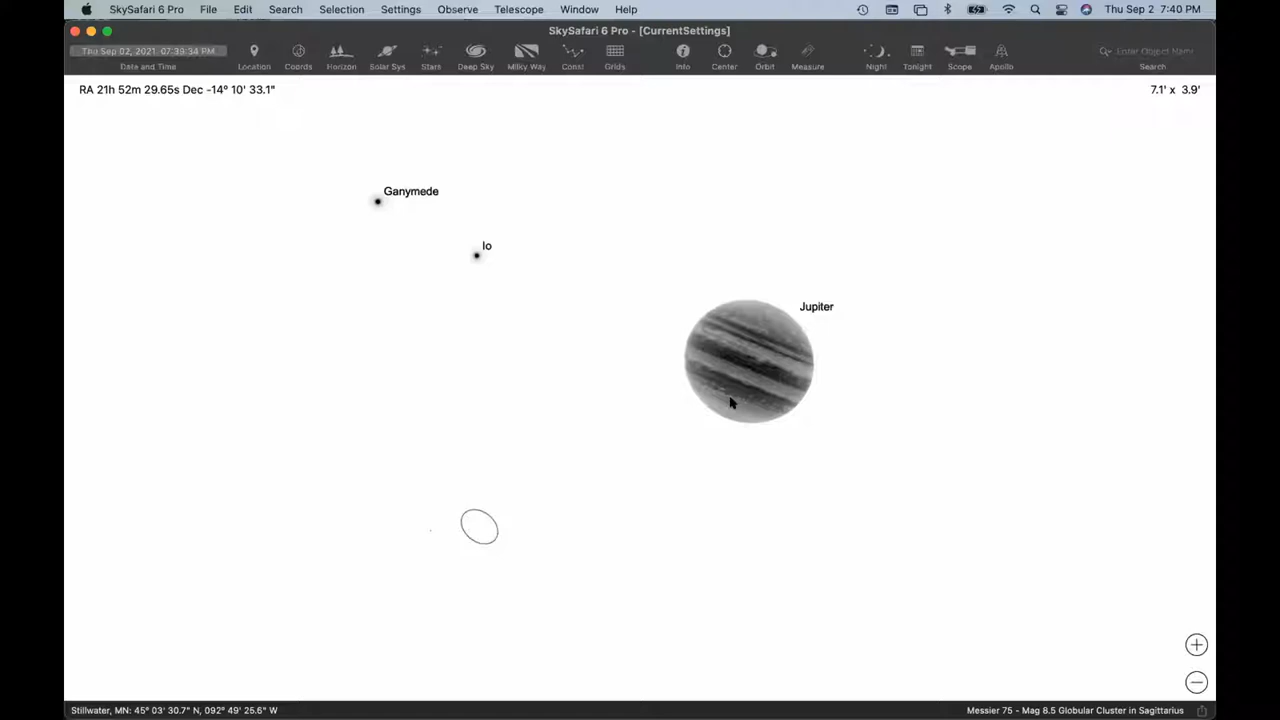 SkySafari 6 Pro File Edit Search Selection Settings Observe Telescope Window Help Thu Sep 2 7:40 PM
SkySafari 6 Pro - [CurrentSettings]
Thu Sep 02, 2021, 07:39:34 PM Enter Object Name
Date and Time Location Coords Horizon Solar Sys Stars Deep Sky Milky Way Const Grids Info Center Orbit Measure Night Tonight Scope Apollo Search
RA 21h 52m 29.65s Dec -14° 10' 33.1" 7.1' x 3.9'
Ganymede
Io
Jupiter
Stillwater, MN: 45° 03' 30.7" N, 092° 49' 25.6" W Messier 75 - Mag 8.5 Globular Cluster in Sagittarius